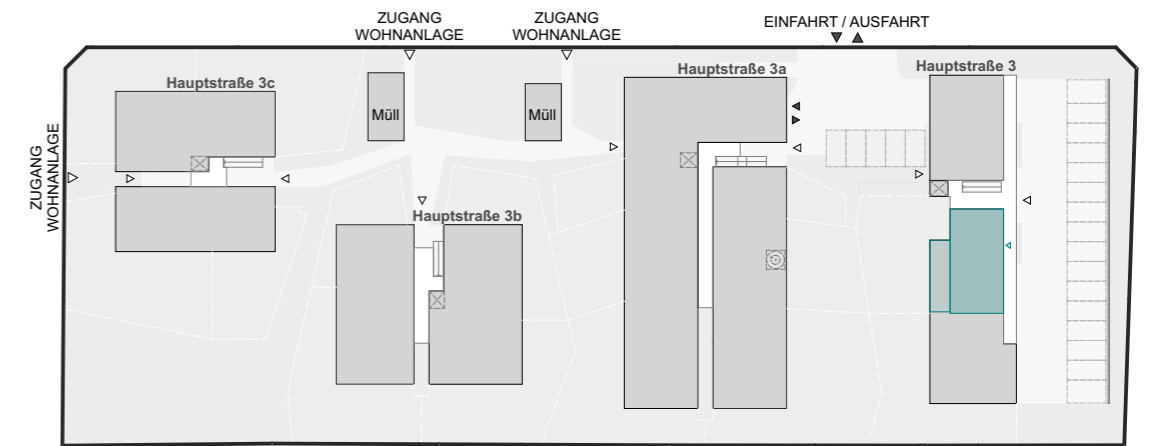 ZUGANG
WOHNANLAGE
ZUGANG
WOHNANLAGE
EINFAHRT / AUSFAHRT
Hauptstraße 3c
Müll
Müll
Hauptstraße 3a
Hauptstraße 3
ZUGANG
WOHNANLAGE
Hauptstraße 3b